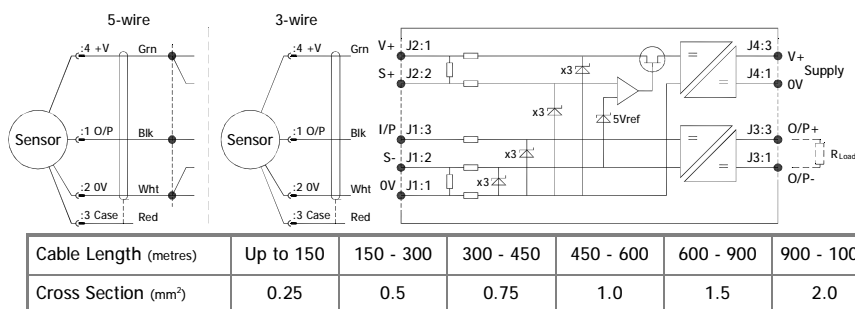 5-wire
3-wire
:4 +V Grn
:4 +V Grn
V+ J2:1
J4:3 V+
S+ J2:2
J4:1 0V
Supply
x3
x3
5Vref
Sensor
:1 O/P Blk
Sensor
:1 O/P Blk
I/P J1:3
J3:3 O/P+
x3
RLoad
S- J1:2
J3:1 O/P-
x3
:2 0V Wht
:2 0V Wht
0V J1:1
:3 Case Red
:3 Case Red
Cable Length (metres) Up to 150 150 - 300 300 - 450 450 - 600 600 - 900 900 - 100
Cross Section (mm²) 0.25 0.5 0.75 1.0 1.5 2.0